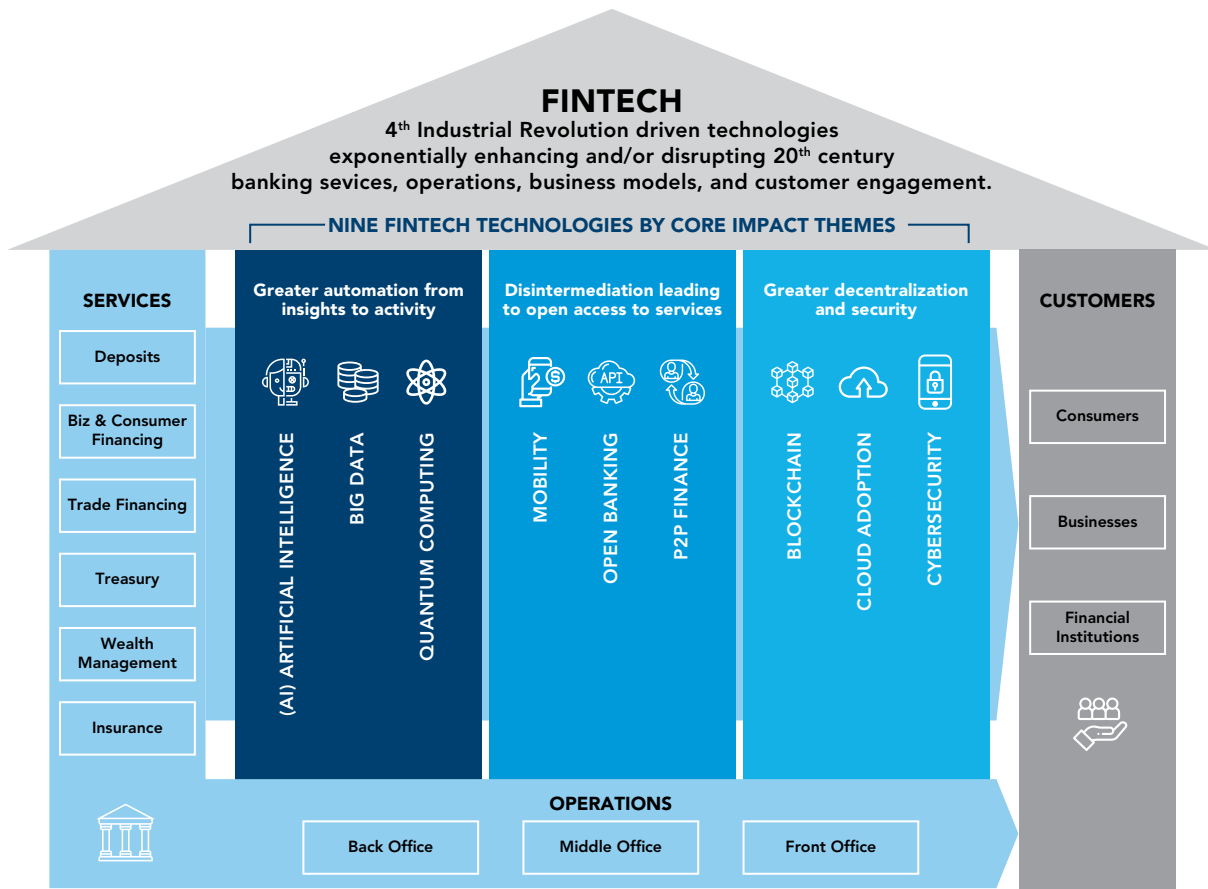 FINTECH
4th Industrial Revolution driven technologies
exponentially enhancing and/or disrupting 20th century
banking sevices, operations, business models, and customer engagement.
NINE FINTECH TECHNOLOGIES BY CORE IMPACT THEMES
SERVICES
Deposits
Biz & Consumer
Financing
Trade Financing
Treasury
Wealth
Management
Insurance
Greater automation from
insights to activity
(AI) ARTIFICIAL INTELLIGENCE
BIG DATA
QUANTUM COMPUTING
Disintermediation leading
to open access to services
$
API
MOBILITY
OPEN BANKING
P2P FINANCE
Greater decentralization
and security
BLOCKCHAIN
CLOUD ADOPTION
CYBERSECURITY
CUSTOMERS
Consumers
Businesses
Financial
Institutions
OPERATIONS
Back Office
Middle Office
Front Office